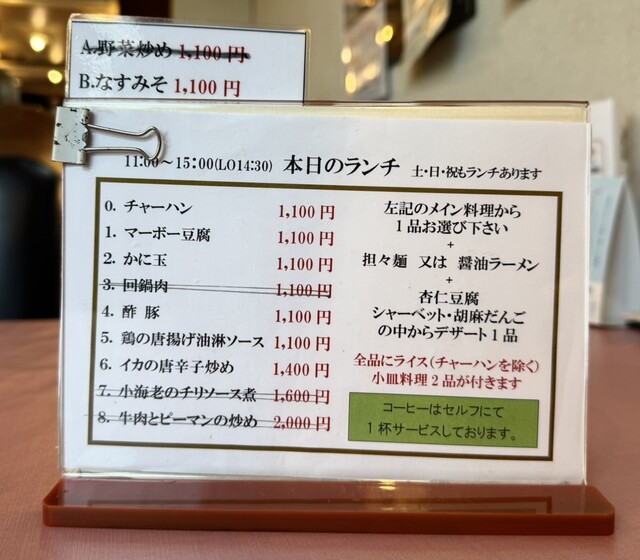 A.野菜炒め 1,100円
B.なすみそ 1,100円
11:00～15:00(LO14:30) 本日のランチ 土・日・祝もランチあります
0. チャーハン 1,100円
1. マーボー豆腐 1,100円
2. かに玉 1,100円
3. 回鍋肉 1,100円
4. 酢豚 1,100円
5. 鶏の唐揚げ油淋ソース 1,100円
6. イカの唐辛子炒め 1,400円
7. 小海老のチリソース煮 1,600円
8. 牛肉とピーマンの炒め 2,000円
左記のメイン料理から
1品お選び下さい
+
担々麺 又は 醤油ラーメン
+
杏仁豆腐
シャーベット・胡麻だんご
の中からデザート1品
全品にライス(チャーハンを除く)
小皿料理2品が付きます
コーヒーはセルフにて
1杯サービスしております。